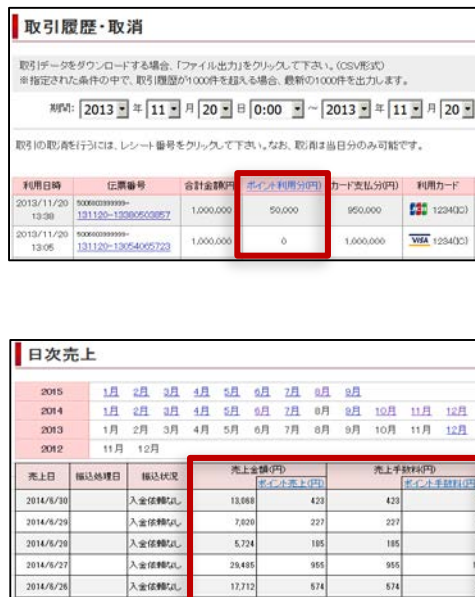 取引履歴・取消
取引データをダウンロードする場合、「ファイル出力」をクリックして下さい。(CSV形式)
※指定された条件の中で、取引履歴が1000件を超える場合、最新の1000件を出力します。
期間: 2013 年 11 月 20 日 0:00 ~ 2013 年 11 月 20
取引の取消を行うには、レシート番号をクリックして下さい。なお、取消は当日分のみ可能です。
利用日時 伝票番号 合計金額(円) ポイント利用分(円) カード支払分(円) 利用カード
2013/11/20 13:38 131120-13380503857 1,000,000 50,000 950,000 JCB 1234(IC)
2013/11/20 13:05 131120-13054065723 1,000,000 0 1,000,000 VISA 1234(IC)
日次売上
2015 1月 2月 3月 4月 5月 6月 7月 8月 9月
2014 1月 2月 3月 4月 5月 6月 7月 8月 9月 10月 11月 12月
2013 1月 2月 3月 4月 5月 6月 7月 8月 9月 10月 11月 12月
2012 11月 12月
売上日 振込処理日 振込状況 売上金額(円) ポイント売上(円) 売上手数料(円) ポイント手数料(円
2014/6/30 入金依頼なし 13,068 423 423
2014/6/29 入金依頼なし 7,020 227 227
2014/6/28 入金依頼なし 5,724 185 185
2014/6/27 入金依頼なし 29,485 955 955
2014/6/26 入金依頼なし 17,712 574 574